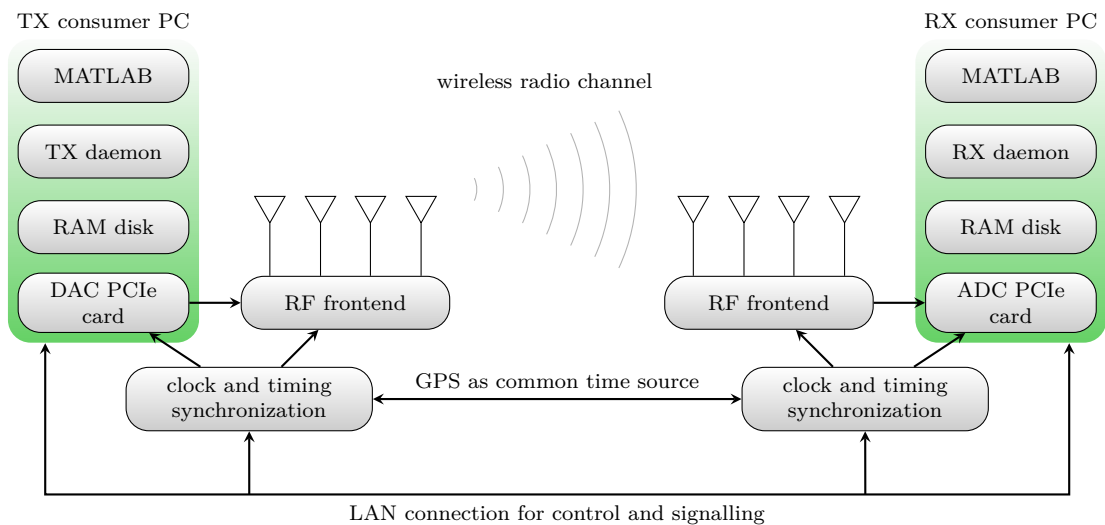 TX consumer PC
RX consumer PC
MATLAB
TX daemon
RAM disk
DAC PCIe
card
RF frontend
wireless radio channel
RF frontend
MATLAB
RX daemon
RAM disk
ADC PCIe
card
clock and timing
synchronization
GPS as common time source
clock and timing
synchronization
LAN connection for control and signalling